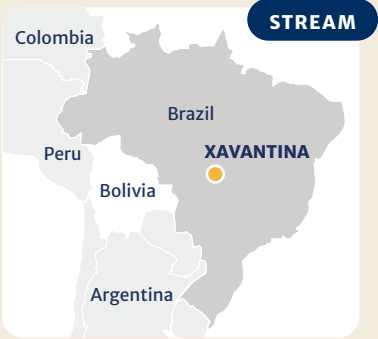 STREAM
Colombia
Brazil
XAVANTINA
Peru
Bolivia
Argentina